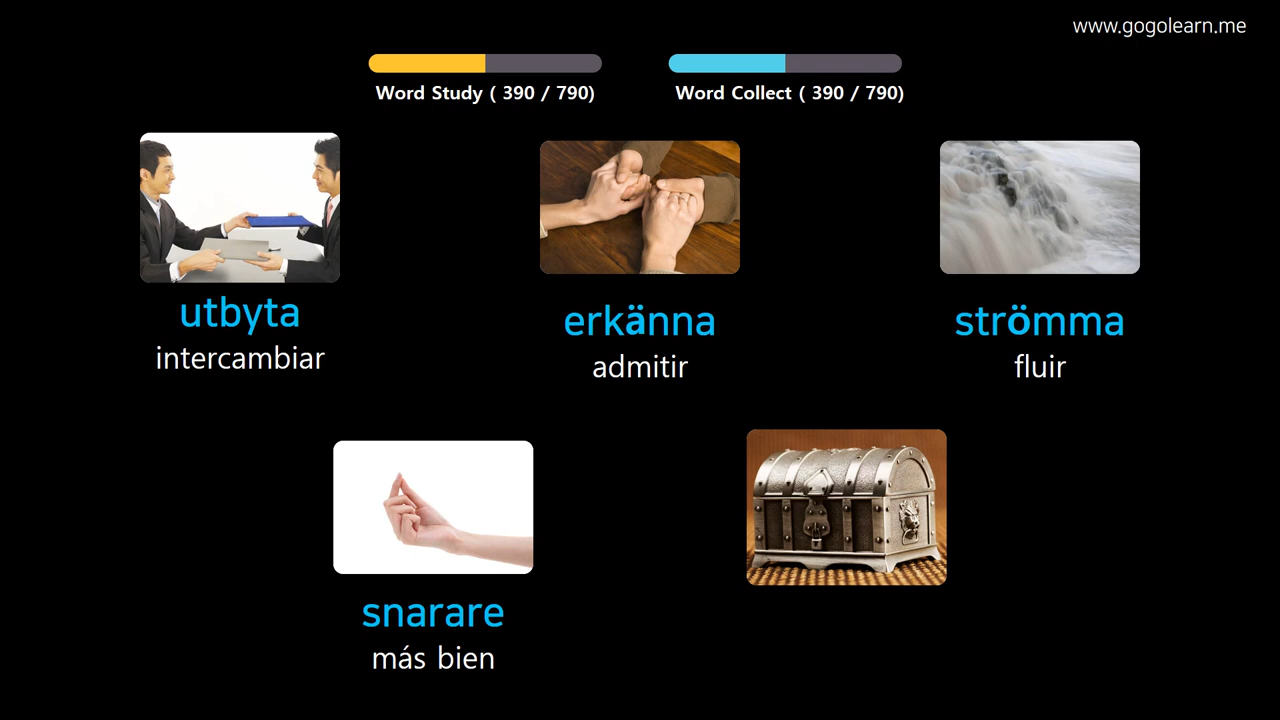 www.gogolearn.me
Word Study ( 390 / 790)
Word Collect ( 390 / 790)
utbyta
intercambiar
erkänna
admitir
strömma
fluir
snarare
más bien